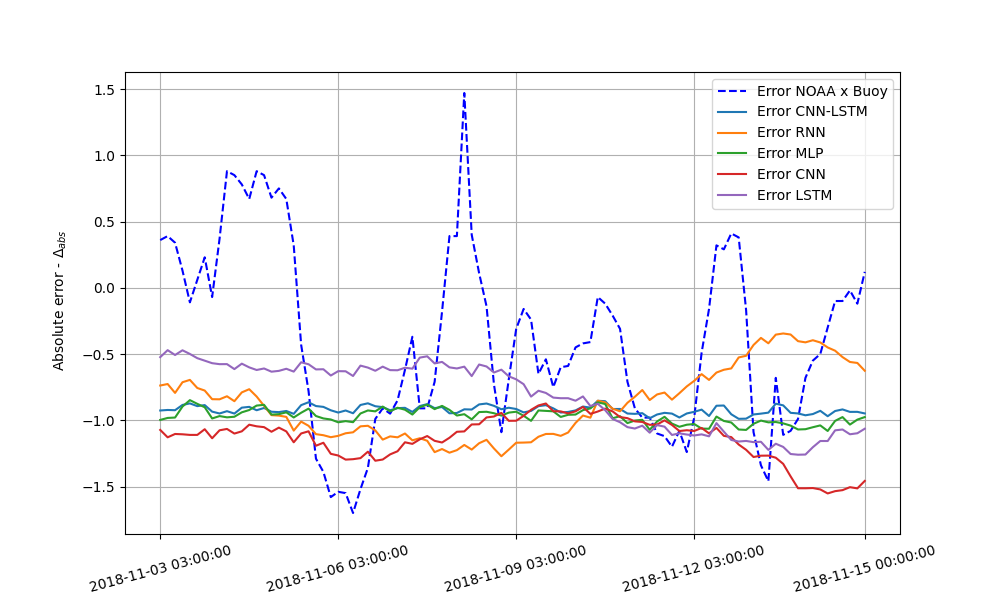 1.5
1.0
0.5
0.0
−0.5
−1.0
−1.5
Absolute error - Δabs
Error NOAA x Buoy
Error CNN-LSTM
Error RNN
Error MLP
Error CNN
Error LSTM
2018-11-03 03:00:00
2018-11-06 03:00:00
2018-11-09 03:00:00
2018-11-12 03:00:00
2018-11-15 00:00:00